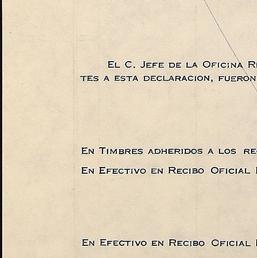 EL C. JEFE DE LA OFICINA
TES A ESTA DECLARACION, FUERON
EN TIMBRES ADHERIDOS A LOS
EN EFECTIVO EN RECIBO OFICIAL
EN EFECTIVO EN RECIBO OFICIAL